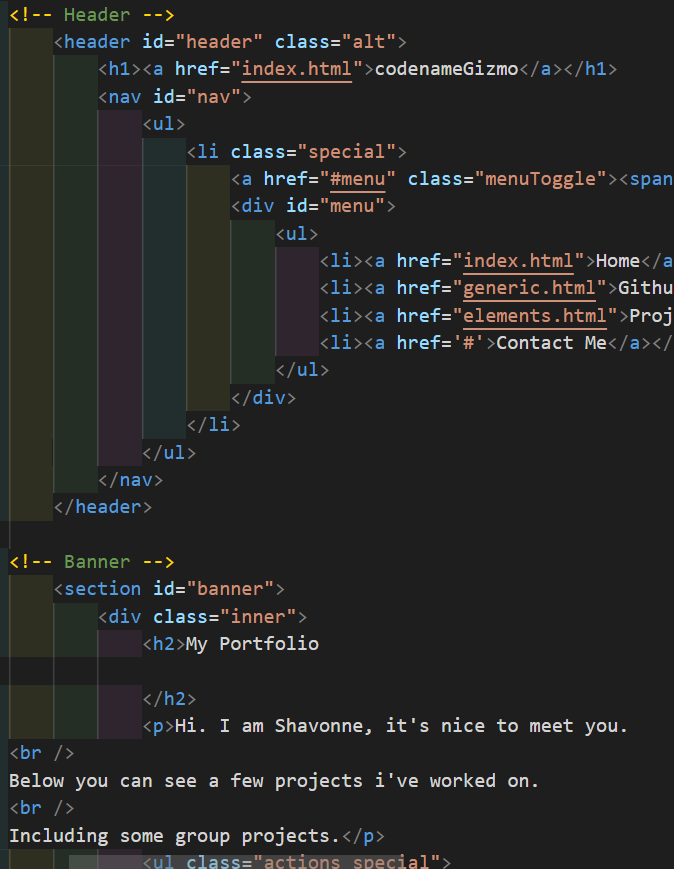 <!-- Header -->
<header id="header" class="alt">
<h1><a href="index.html">codenameGizmo</a></h1>
<nav id="nav">
<ul>
<li class="special">
<a href="#menu" class="menuToggle"><span
<div id="menu">
<ul>
<li><a href="index.html">Home</a
<li><a href="generic.html">Githu
<li><a href="elements.html">Proj
<li><a href='#'>Contact Me</a></
</ul>
</div>
</li>
</ul>
</nav>
</header>
<!-- Banner -->
<section id="banner">
<div class="inner">
<h2>My Portfolio
</h2>
<p>Hi. I am Shavonne, it's nice to meet you.
<br />
Below you can see a few projects i've worked on.
<br />
Including some group projects.</p>
<ul class="actions special">